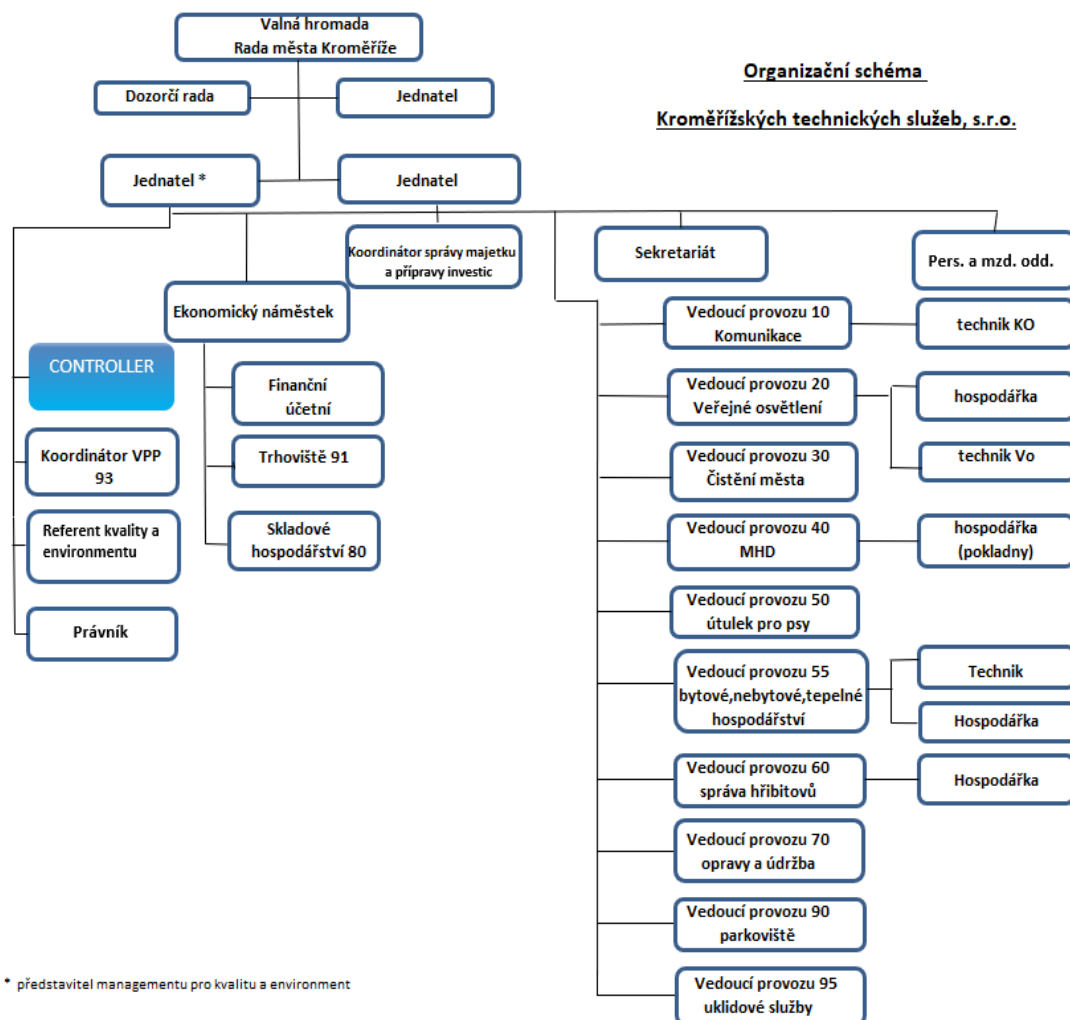 Valná hromada
Rada města Kroměříže
Organizační schéma
Kroměřížských technických služeb, s.r.o.
Dozorčí rada
Jednatel
Jednatel *
Jednatel
Koordinátor správy majetku
a přípravy investic
Sekretariát
Pers. a mzd. odd.
Ekonomický náměstek
CONTROLLER
Koordinátor VPP
93
Referent kvality a
environmentu
Právník
Finanční
účetní
Trhoviště 91
Skladové
hospodářství 80
Vedoucí provozu 10
Komunikace
technik KO
Vedoucí provozu 20
Veřejné osvětlení
hospodářka
technik Vo
Vedoucí provozu 30
Čistění města
Vedoucí provozu 40
MHD
hospodářka
(pokladny)
Vedoucí provozu 50
útulek pro psy
Vedoucí provozu 55
bytové,nebytové,tepelné
hospodářství
Technik
Hospodářka
Vedoucí provozu 60
správa hřibitovů
Hospodářka
Vedoucí provozu 70
opravy a údržba
Vedoucí provozu 90
parkoviště
Vedoucí provozu 95
uklidové služby
* představitel managementu pro kvalitu a environment